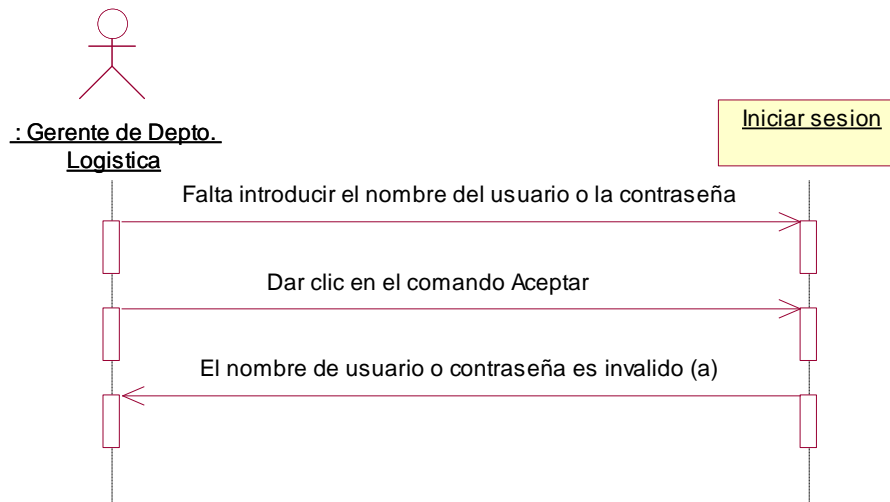 : Gerente de Depto.
Logistica
Iniciar sesion
Falta introducir el nombre del usuario o la contraseña
Dar clic en el comando Aceptar
El nombre de usuario o contraseña es invalido (a)